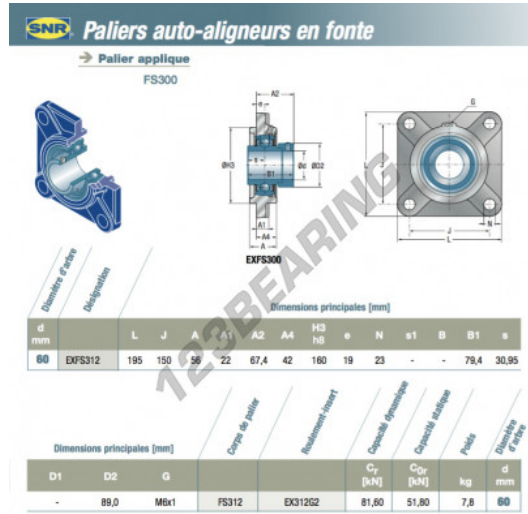 SNR Paliers auto-aligneurs en fonte
Palier applique
FS300
A2
e
s
B1
ØH3
Ød
ØD2
A1
A4
A
EXFS300
G
L
J
N
J
L
123BEARING
Diamètre d'arbre
Désignation
Dimensions principales [mm]
d mm L J A A1 A2 A4 H3 h8 e N s1 B B1 s
60 EXFS312 195 150 56 22 67,4 42 160 19 23 - - 79,4 30,95
Dimensions principales [mm]
Corps de palier
Roulement-insert
Capacité dynamique
Capacité statique
Poids
Diamètre d'arbre
D1 D2 G Cr [kN] C0r [kN] kg d mm
- 89,0 M6x1 FS312 EX312G2 81,60 51,80 7,8 60